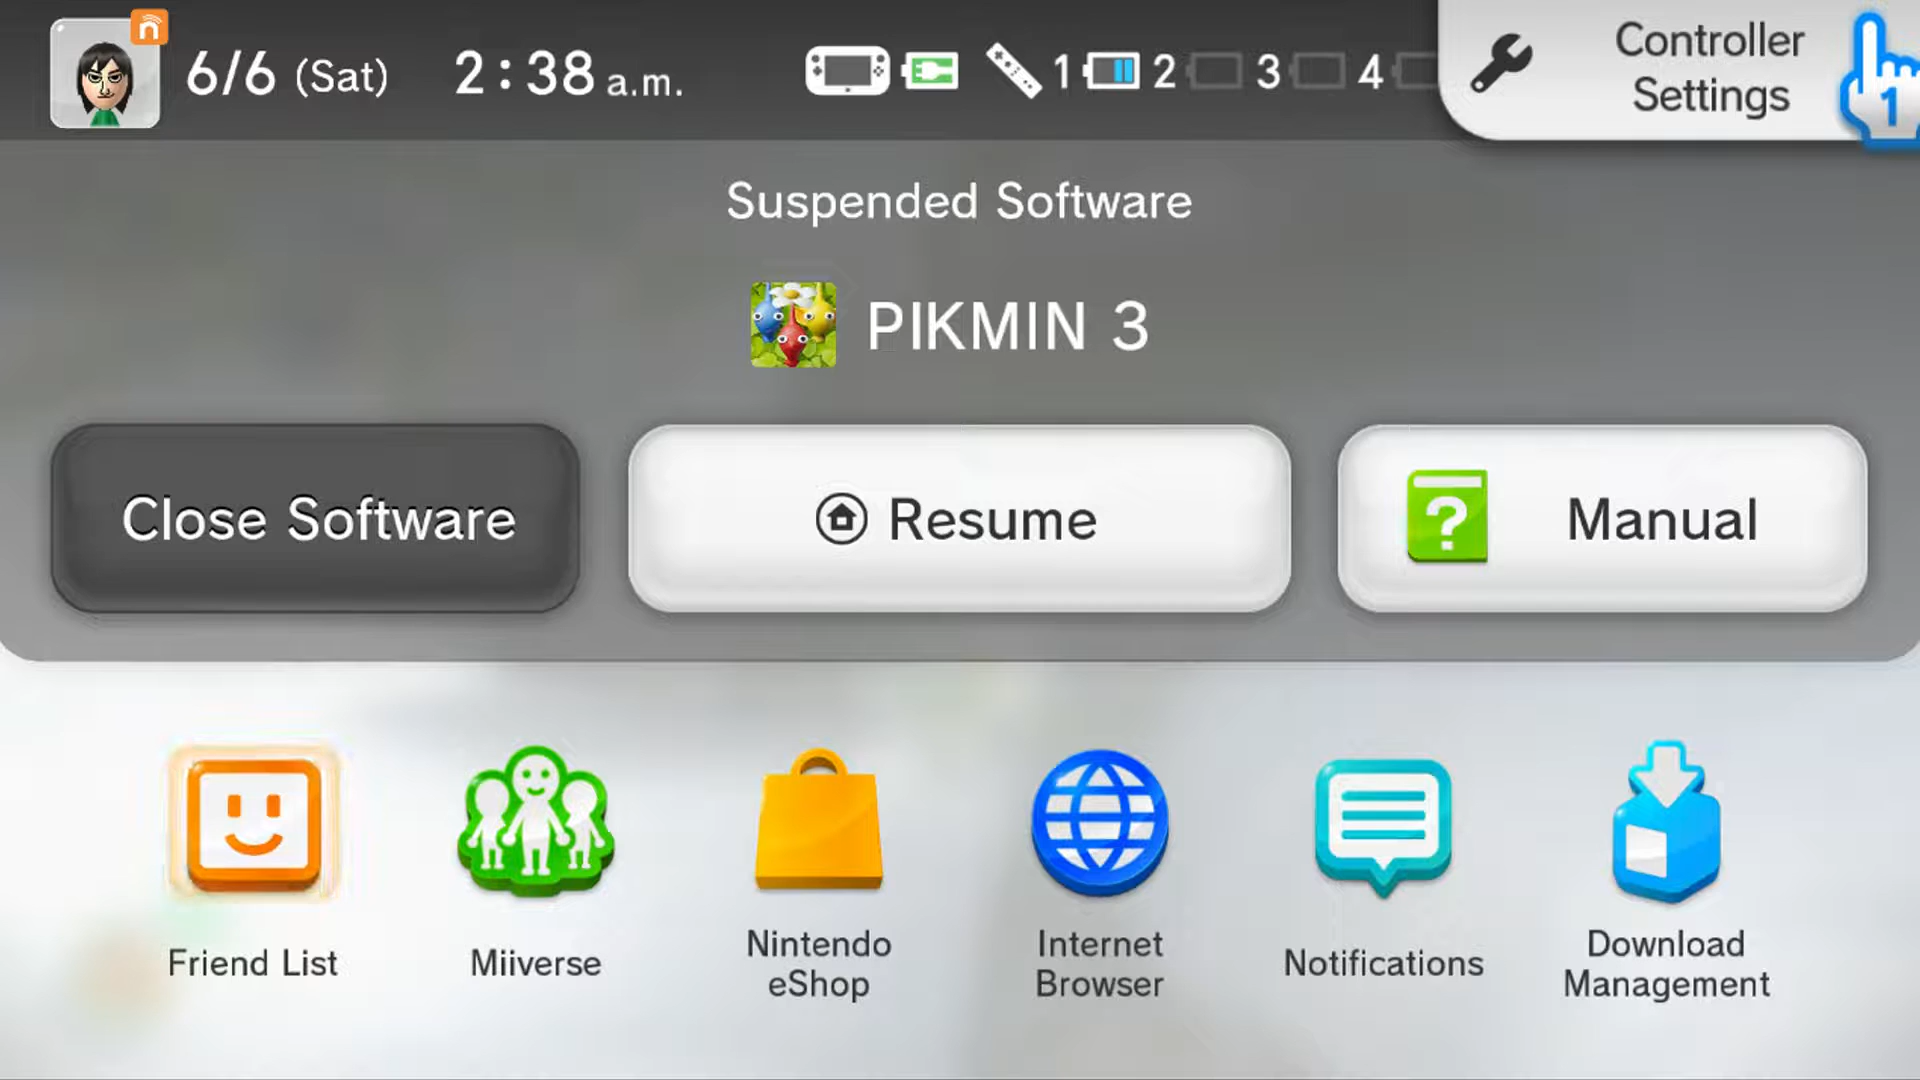 6/6 (Sat) 2:38 a.m. 1 2 3 4
Controller
Settings
1
Suspended Software
PIKMIN 3
Close Software
Resume
? Manual
Friend List
Miiverse
Nintendo
eShop
Internet
Browser
Notifications
Download
Management